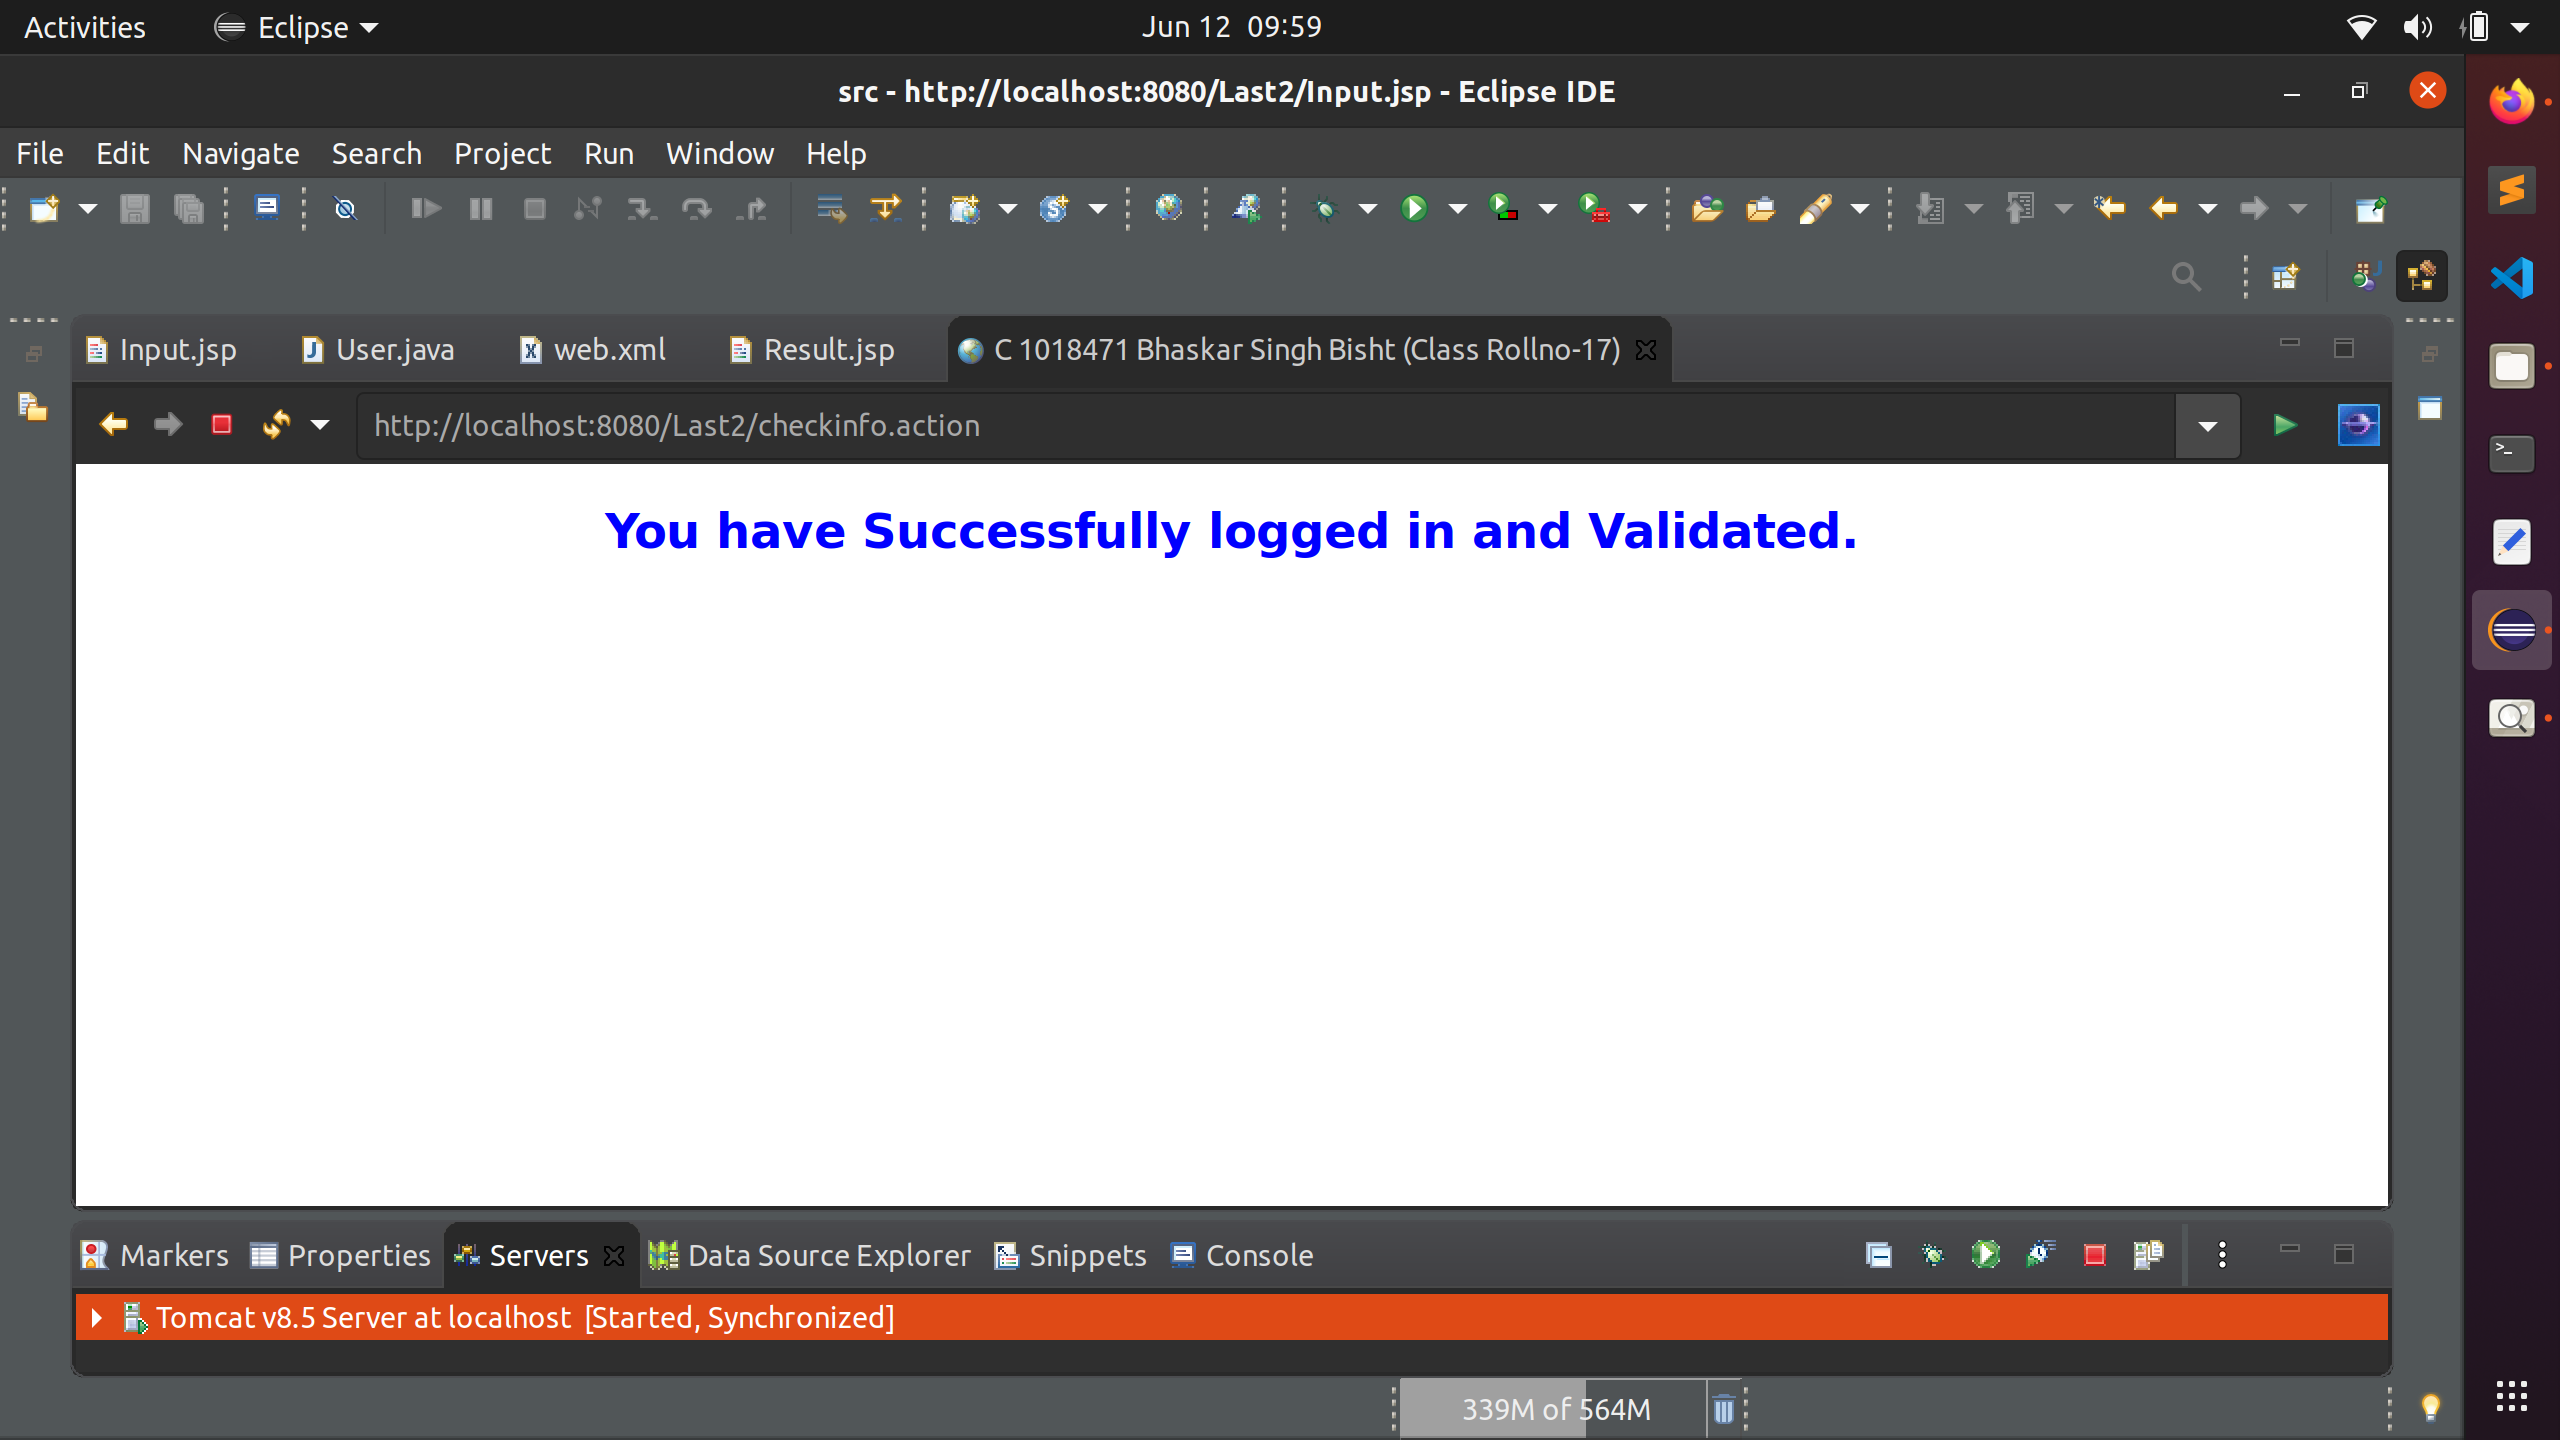 Activities
Eclipse
Jun 12 09:59
src - http://localhost:8080/Last2/Input.jsp - Eclipse IDE
File Edit Navigate Search Project Run Window Help
Input.jsp User.java web.xml Result.jsp C 1018471 Bhaskar Singh Bisht (Class Rollno-17)
http://localhost:8080/Last2/checkinfo.action
You have Successfully logged in and Validated.
Markers Properties Servers Data Source Explorer Snippets Console
Tomcat v8.5 Server at localhost [Started, Synchronized]
339M of 564M